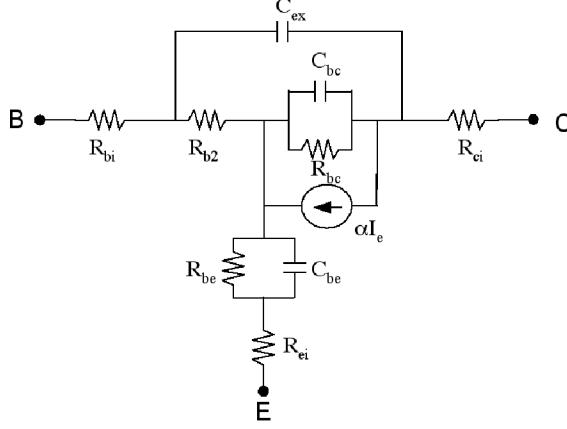 C_ex
C_bc
B
C
R_bi
R_b2
R_bc
R_ci
αI_e
R_be
C_be
R_ei
E